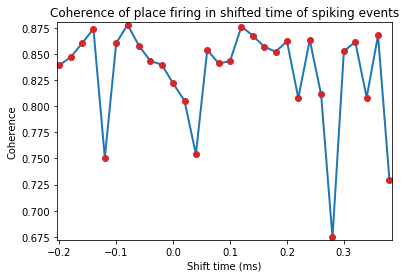 Coherence of place firing in shifted time of spiking events
0.875
0.850
0.825
0.800
0.775
0.750
0.725
0.700
0.675
Coherence
−0.2 −0.1 0.0 0.1 0.2 0.3
Shift time (ms)